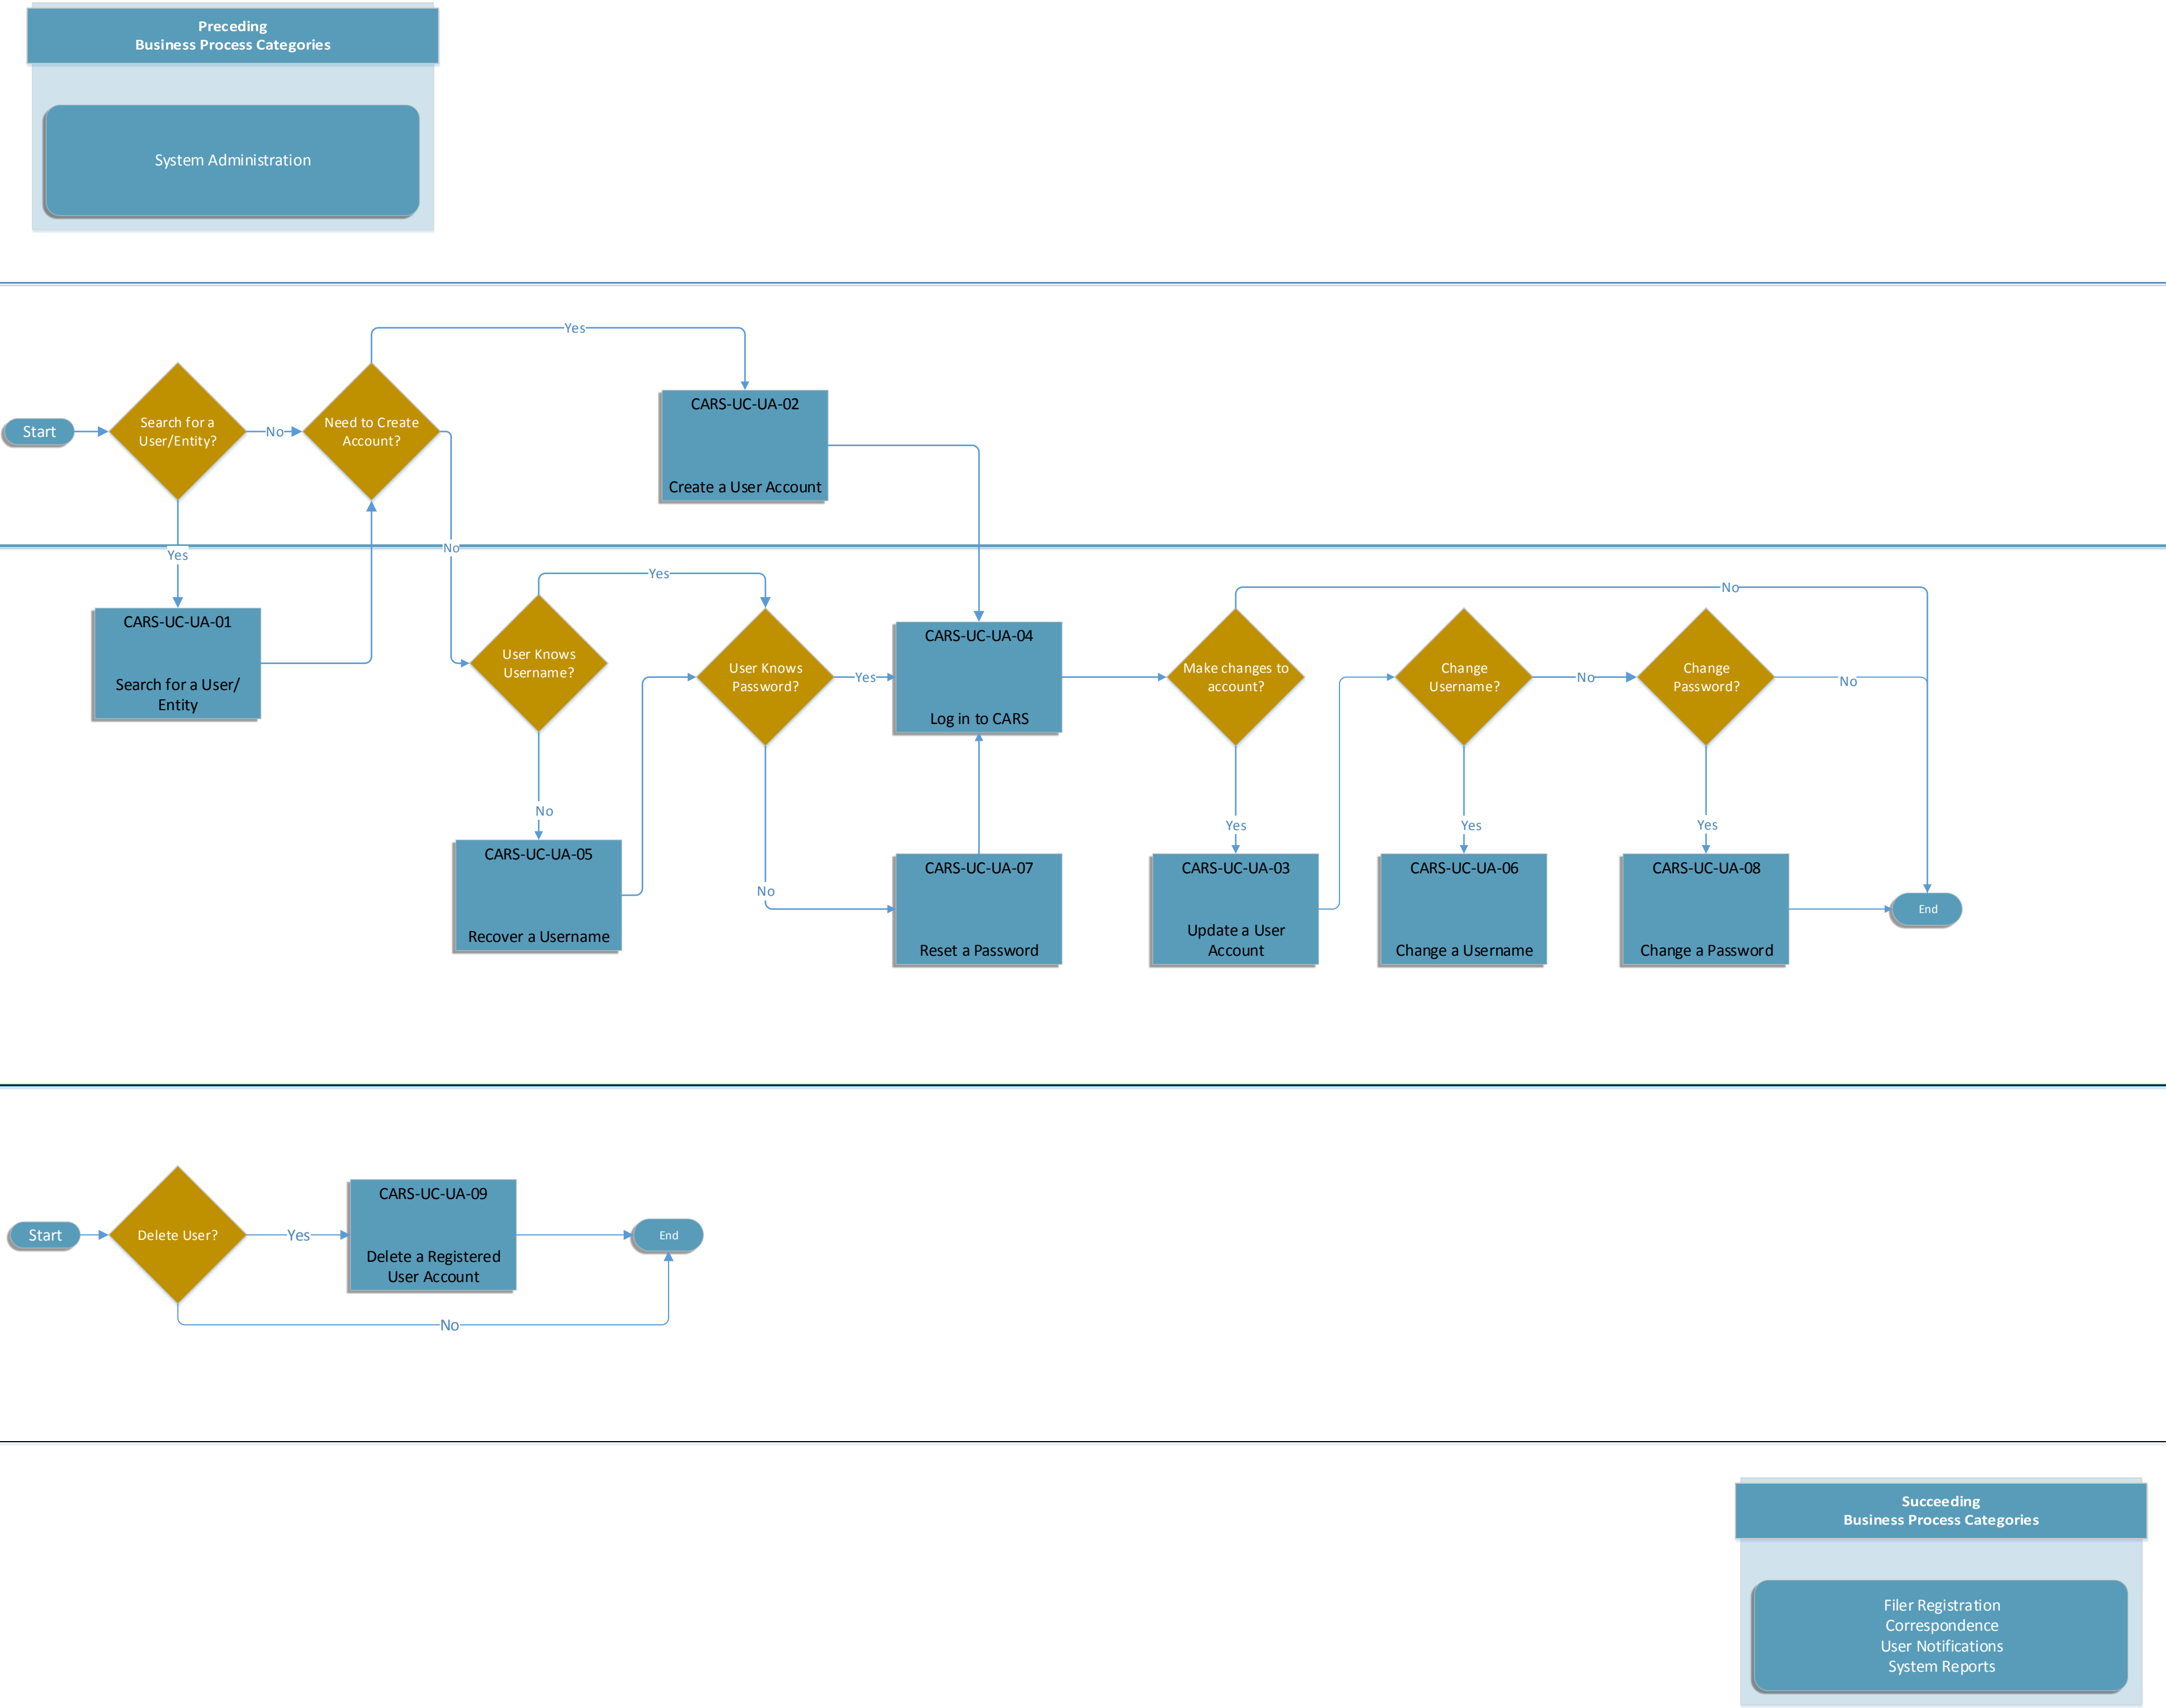 Preceding
Business Process Categories
System Administration
Yes
Start
Search for a
User/Entity?
No
Need to Create
Account?
CARS-UC-UA-02
Create a User Account
Yes
No
CARS-UC-UA-01
Search for a User/
Entity
User Knows
Username?
Yes
No
CARS-UC-UA-05
Recover a Username
User Knows
Password?
Yes
No
CARS-UC-UA-04
Log in to CARS
CARS-UC-UA-07
Reset a Password
Make changes to
account?
No
Yes
CARS-UC-UA-03
Update a User
Account
Change
Username?
No
Yes
CARS-UC-UA-06
Change a Username
Change
Password?
No
Yes
CARS-UC-UA-08
Change a Password
End
Start
Delete User?
Yes
CARS-UC-UA-09
Delete a Registered
User Account
End
No
Succeeding
Business Process Categories
Filer Registration
Correspondence
User Notifications
System Reports